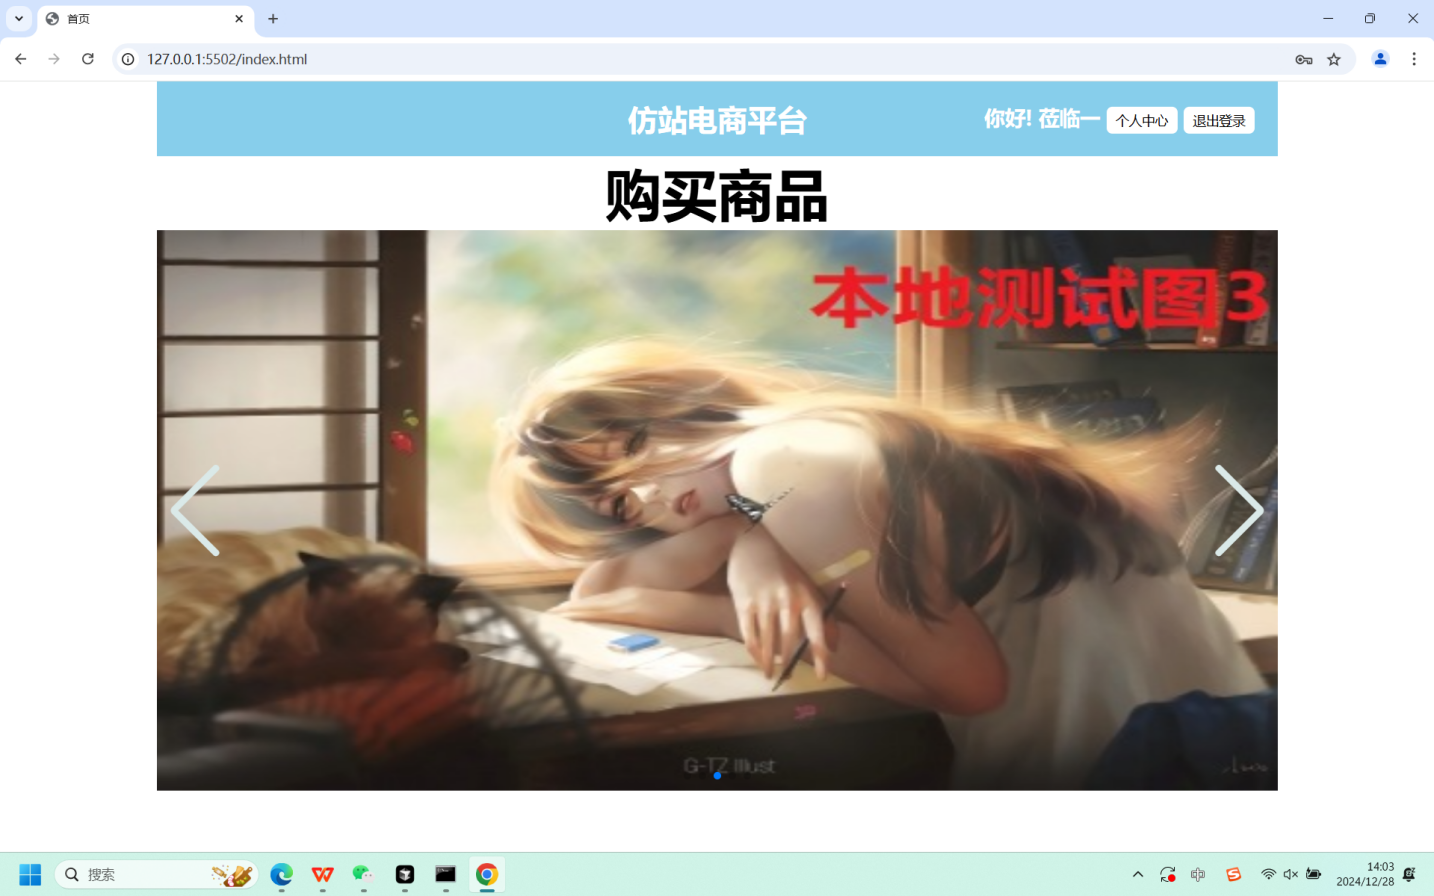 首页
127.0.0.1:5502/index.html
仿站电商平台
你好! 莅临一 个人中心 退出登录
购买商品
本地测试图3
G-TZ Illust
搜索
中
14:03
2024/12/28